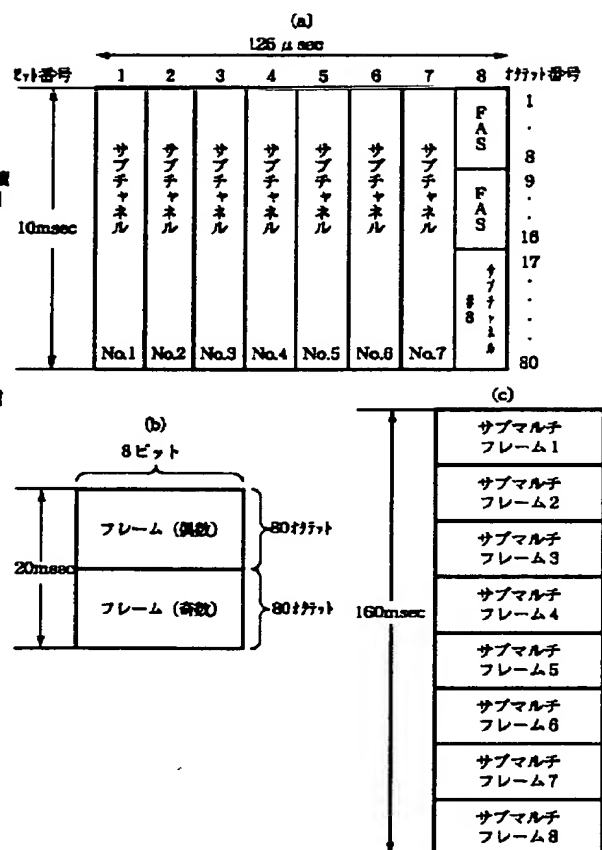 (a)
125 μsec
ビット番号 1 2 3 4 5 6 7 8 オクテット番号
10msec
サブチャネル No.1
サブチャネル No.2
サブチャネル No.3
サブチャネル No.4
サブチャネル No.5
サブチャネル No.6
サブチャネル No.7
FAS
FAS
サブチャネル #8
1
・
8
9
・
・
16
17
・
・
・
・
80
(b)
8ビット
20msec
フレーム (偶数)
80オクテット
フレーム (奇数)
80オクテット
(c)
160msec
サブマルチ
フレーム1
サブマルチ
フレーム2
サブマルチ
フレーム3
サブマルチ
フレーム4
サブマルチ
フレーム5
サブマルチ
フレーム6
サブマルチ
フレーム7
サブマルチ
フレーム8